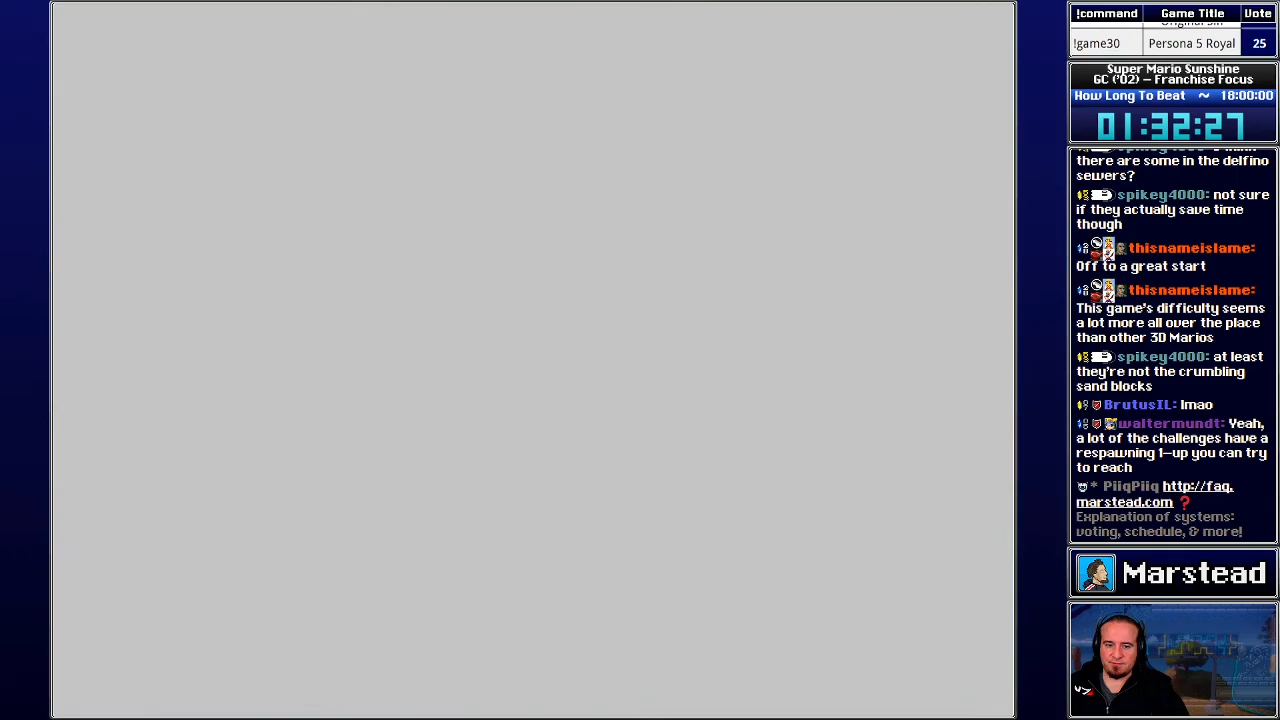 !command Game Title Vote
!game30 Persona 5 Royal 25
Super Mario Sunshine
GC ('02) – Franchise Focus
How Long To Beat ~ 18:00:00
01:32:27
there are some in the delfino
sewers?
spikey4000: not sure
if they actually save time
though
thisnameislame:
Off to a great start
thisnameislame:
This game's difficulty seems
a lot more all over the place
than other 3D Marios
spikey4000: at least
they're not the crumbling
sand blocks
BrutusIL: lmao
waltermundt: Yeah,
a lot of the challenges have a
respawning 1-up you can try
to reach
* PiiqPiiq http://faq.
marstead.com ❓
Explanation of systems:
voting, schedule, & more!
Marstead